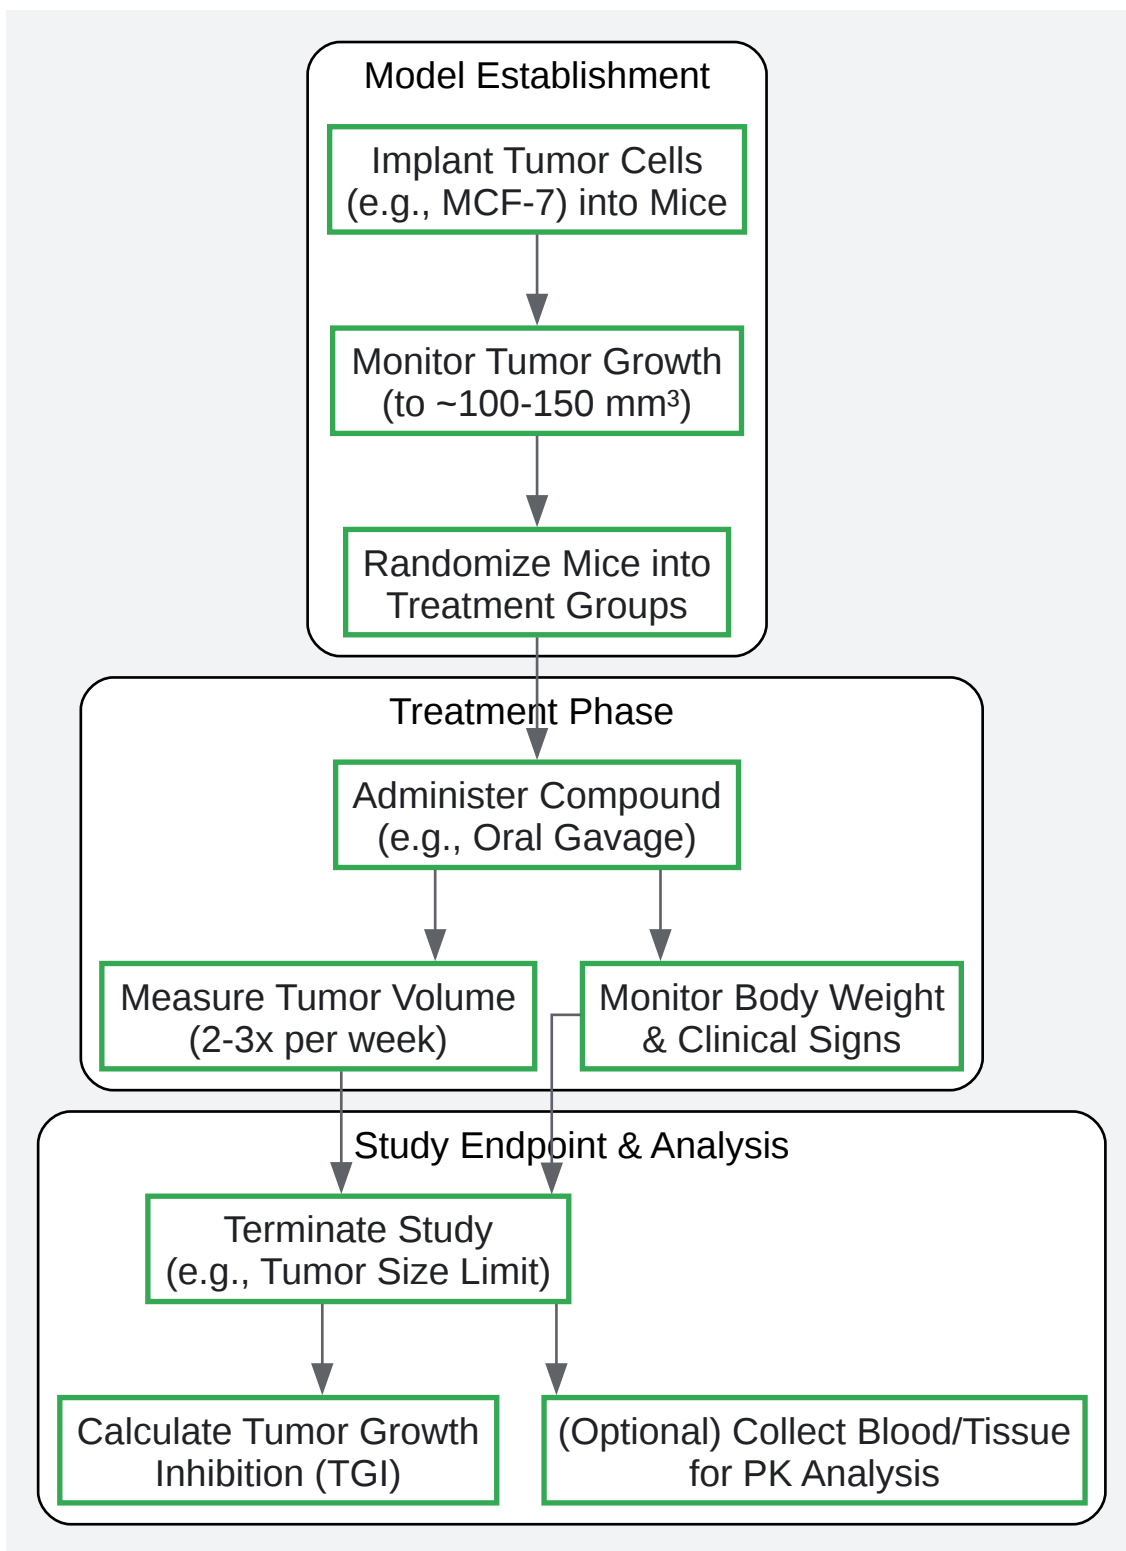 Model Establishment
Implant Tumor Cells
(e.g., MCF-7) into Mice
Monitor Tumor Growth
(to ~100-150 mm³)
Randomize Mice into
Treatment Groups
Treatment Phase
Administer Compound
(e.g., Oral Gavage)
Measure Tumor Volume
(2-3x per week)
Monitor Body Weight
& Clinical Signs
Study Endpoint & Analysis
Terminate Study
(e.g., Tumor Size Limit)
Calculate Tumor Growth
Inhibition (TGI)
(Optional) Collect Blood/Tissue
for PK Analysis